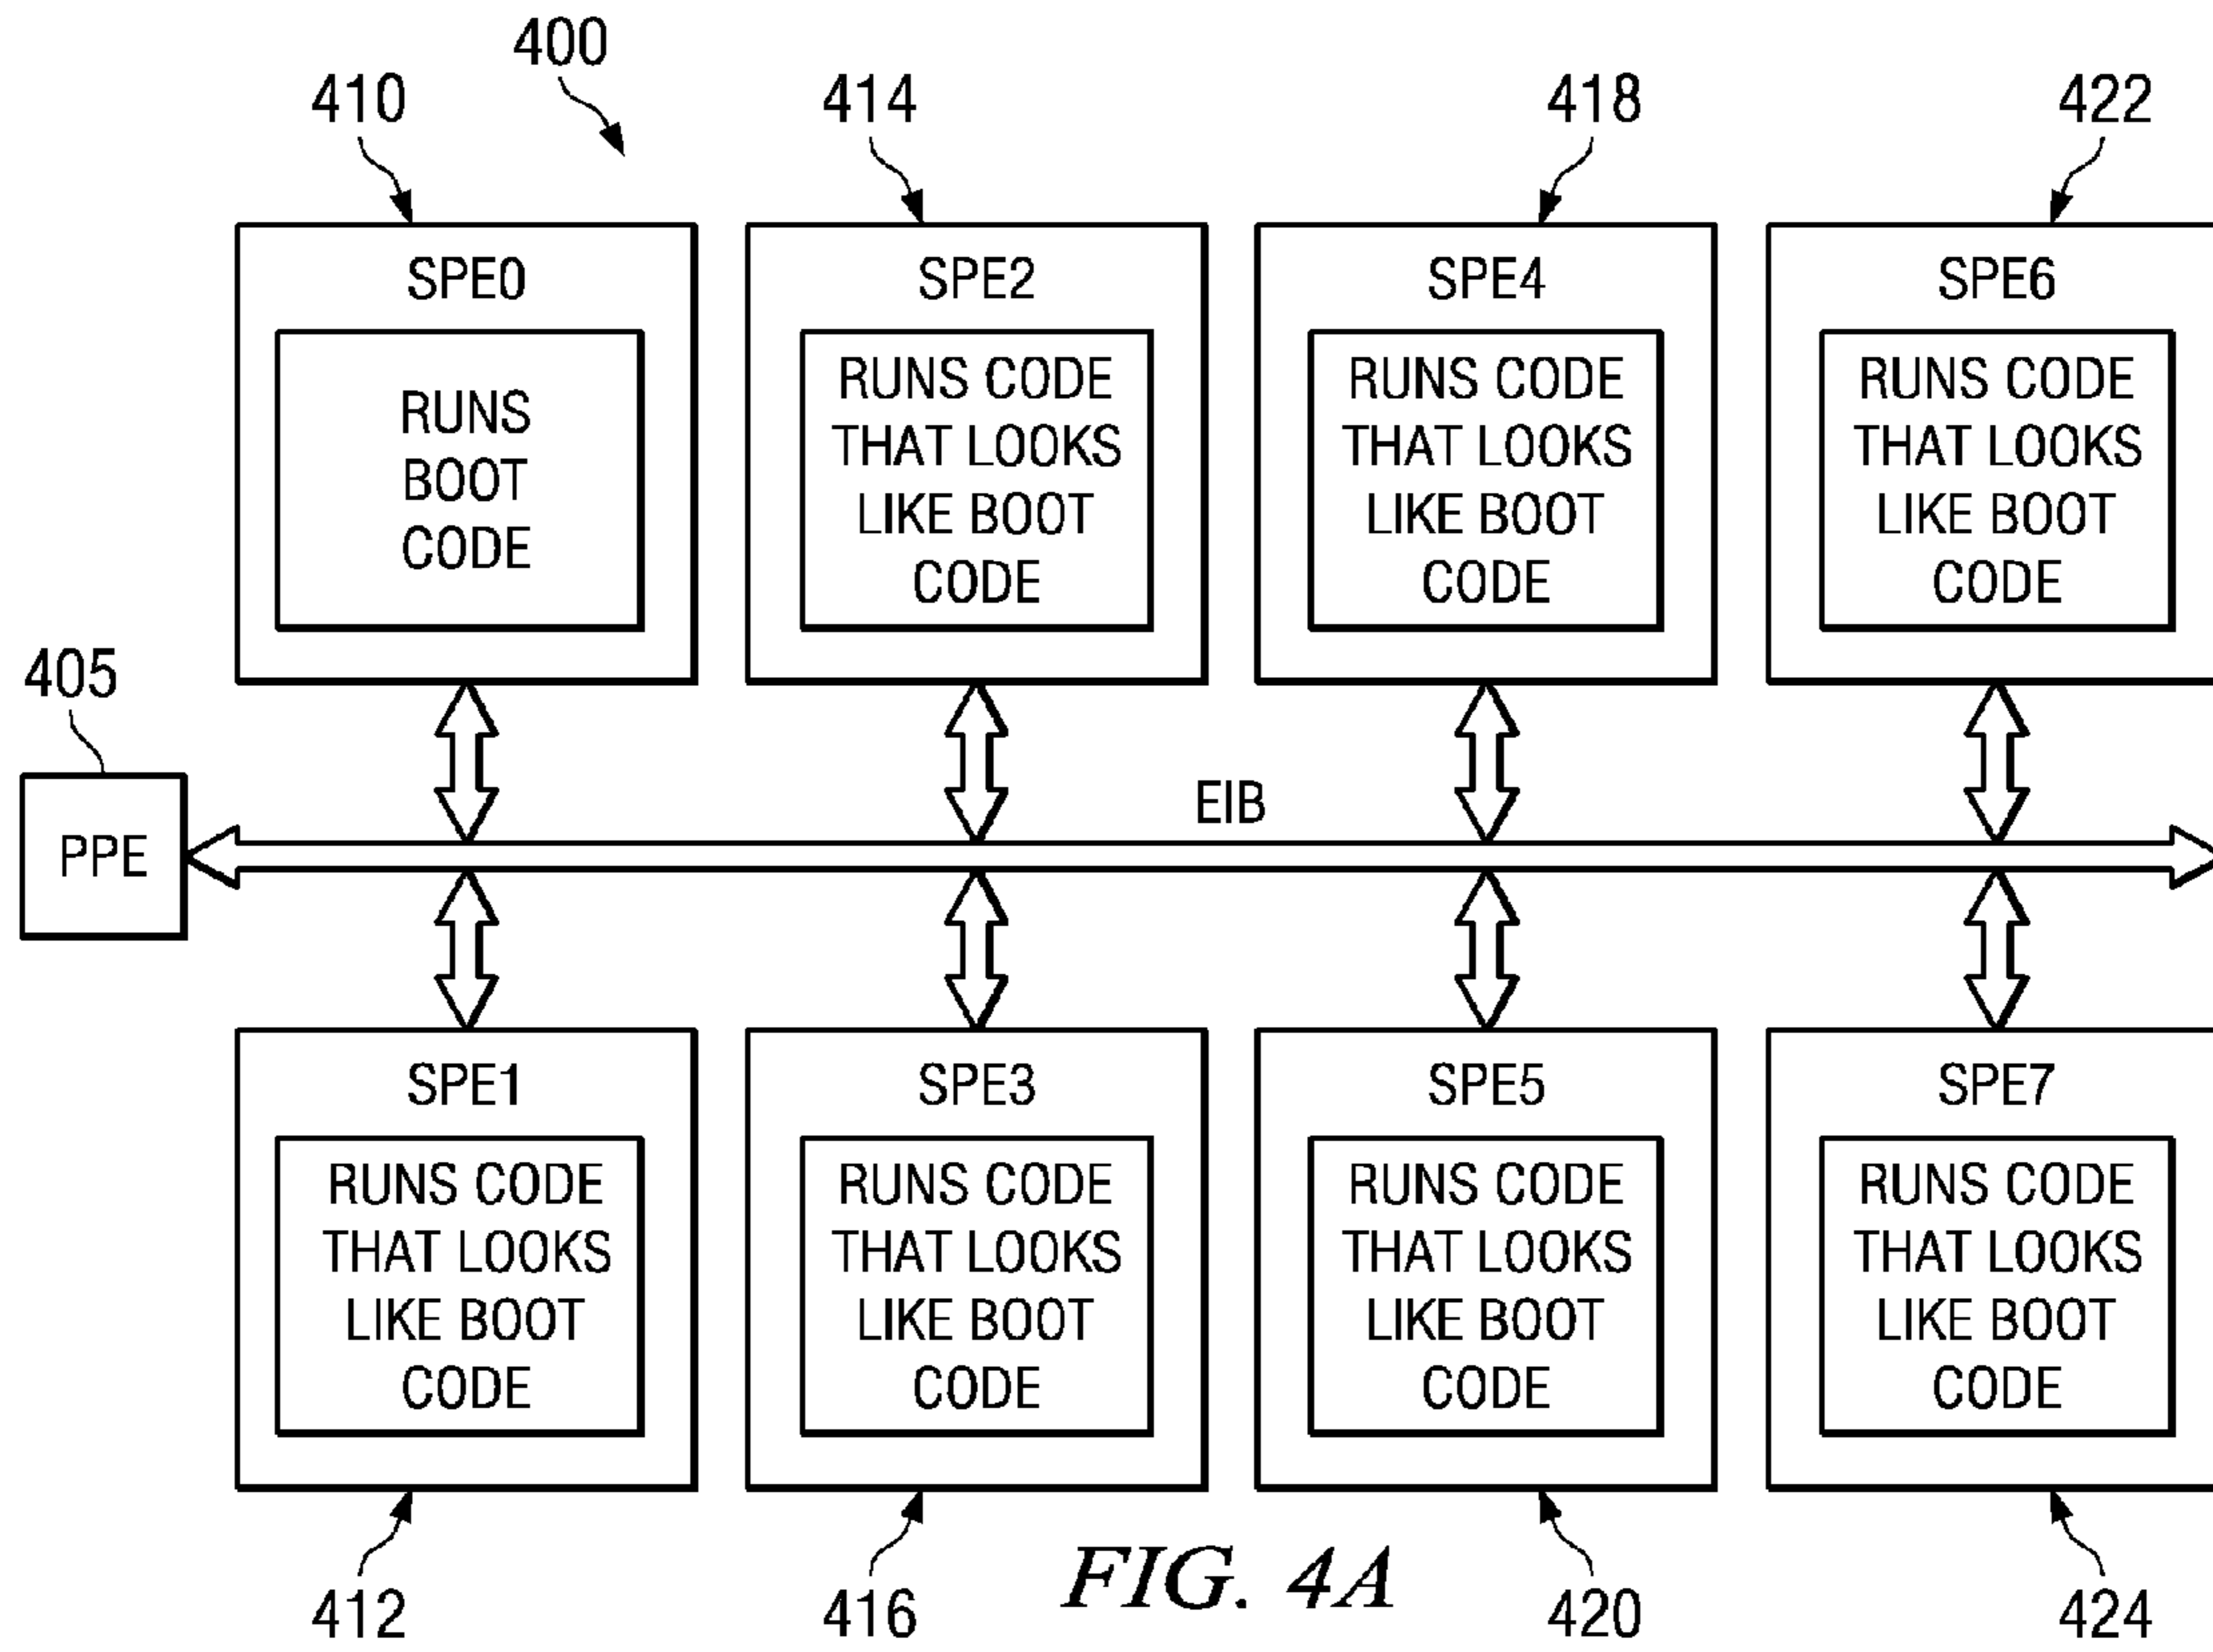 400
410
414
418
422
SPE0
RUNS
BOOT
CODE
SPE2
RUNS CODE
THAT LOOKS
LIKE BOOT
CODE
SPE4
RUNS CODE
THAT LOOKS
LIKE BOOT
CODE
SPE6
RUNS CODE
THAT LOOKS
LIKE BOOT
CODE
405
PPE
EIB
SPE1
RUNS CODE
THAT LOOKS
LIKE BOOT
CODE
SPE3
RUNS CODE
THAT LOOKS
LIKE BOOT
CODE
SPE5
RUNS CODE
THAT LOOKS
LIKE BOOT
CODE
SPE7
RUNS CODE
THAT LOOKS
LIKE BOOT
CODE
412
416
420
424
FIG. 4A